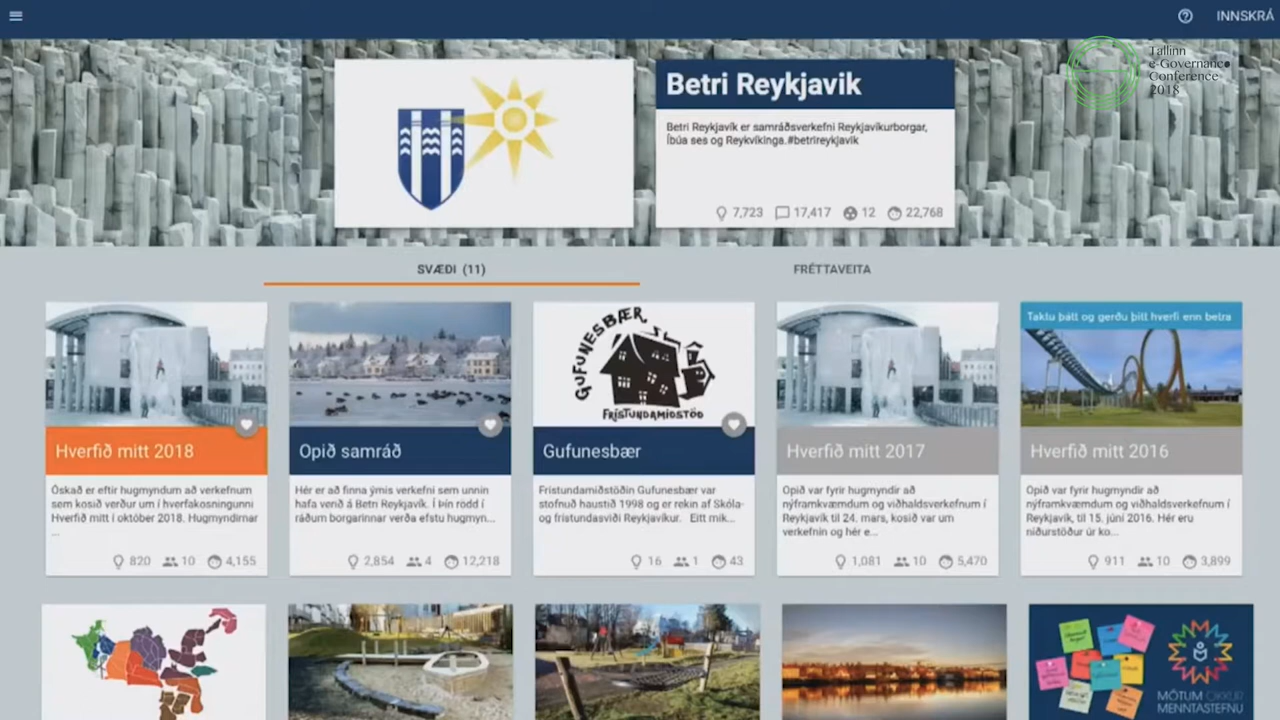 INNSKRÁ
Tallinn
e-Governance
Conference
2018
Betri Reykjavik
Betri Reykjavík er samráðsverkefni Reykjavíkurborgar,
Íbúa ses og Reykvíkinga.#betrireykjavik
7,723 17,417 12 22,768
SVÆÐI (11)
FRÉTTAVEITA
GUFUNESBÆR
FRÍSTUNDAMIÐSTÖÐ
Taktu þátt og gerðu þitt hverfi enn betra
Hverfið mitt 2018
Óskað er eftir hugmyndum að verkefnum
sem kosið verður um í hverfakosningunni
Hverfið mitt í október 2018. Hugmyndirnar
...
820 10 4,155
Opið samráð
Hér er að finna ýmis verkefni sem unnin
hafa verið á Betri Reykjavík. Í Þín rödd í
ráðum borgarinnar verða efstu hugmyn...
2,854 4 12,218
Gufunesbær
Frístundamiðstöðin Gufunesbær var
stofnuð haustið 1998 og er rekin af Skóla-
og frístundasviði Reykjavíkur. Eitt mik...
16 1 43
Hverfið mitt 2017
Opið var fyrir hugmyndir að
nýframkvæmdum og viðhaldsverkefnum í
Reykjavík til 24. mars, kosið var um
verkefnin og hér e...
1,081 10 5,470
Hverfið mitt 2016
Opið var fyrir hugmyndir að
nýframkvæmdum og viðhaldsverkefnum í
Reykjavík, til 15. júní 2016. Hér eru
niðurstöður úr ko...
911 10 3,899
MÓTUM OKKUR
MENNTASTEFNU